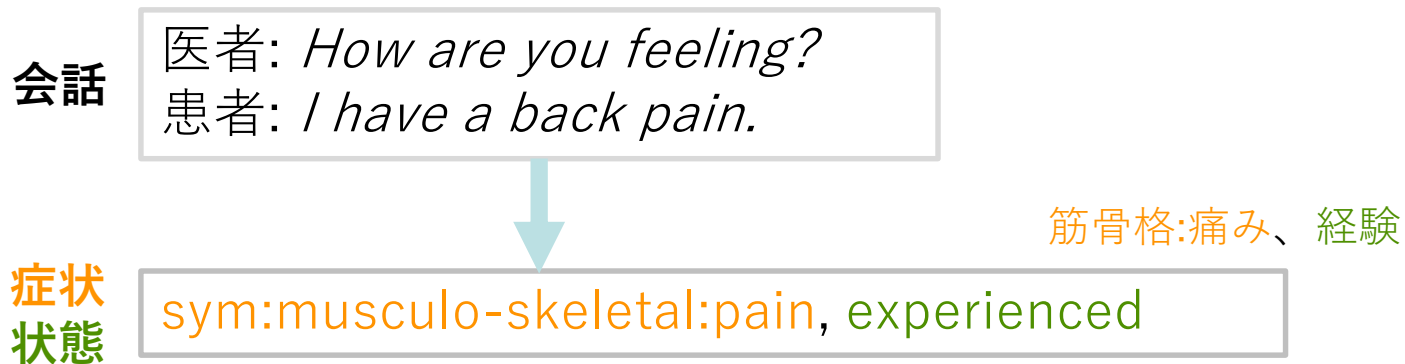 会話
医者: How are you feeling?
患者: I have a back pain.
筋骨格:痛み、経験
症状
状態
sym:musculo-skeletal:pain, experienced